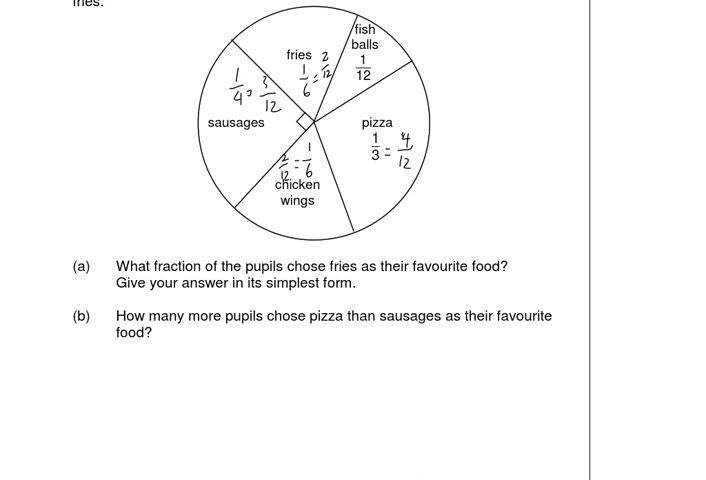 fries.
fish
balls
1/12
fries
1/6 = 2/12
1/4 = 3/12
sausages
pizza
1/3 = 4/12
2/12 = 1/6
chicken
wings
(a) What fraction of the pupils chose fries as their favourite food?
Give your answer in its simplest form.
(b) How many more pupils chose pizza than sausages as their favourite
food?